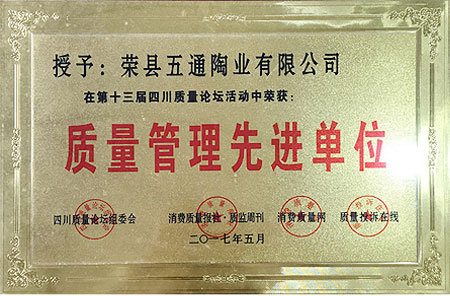 授予：荣县五通陶业有限公司
在第十三届四川质量论坛活动中荣获：
质量管理先进单位
四川质量论坛组委会 消费质量报社·质监周刊 消费质量网 质量投诉在线
二〇一七年五月